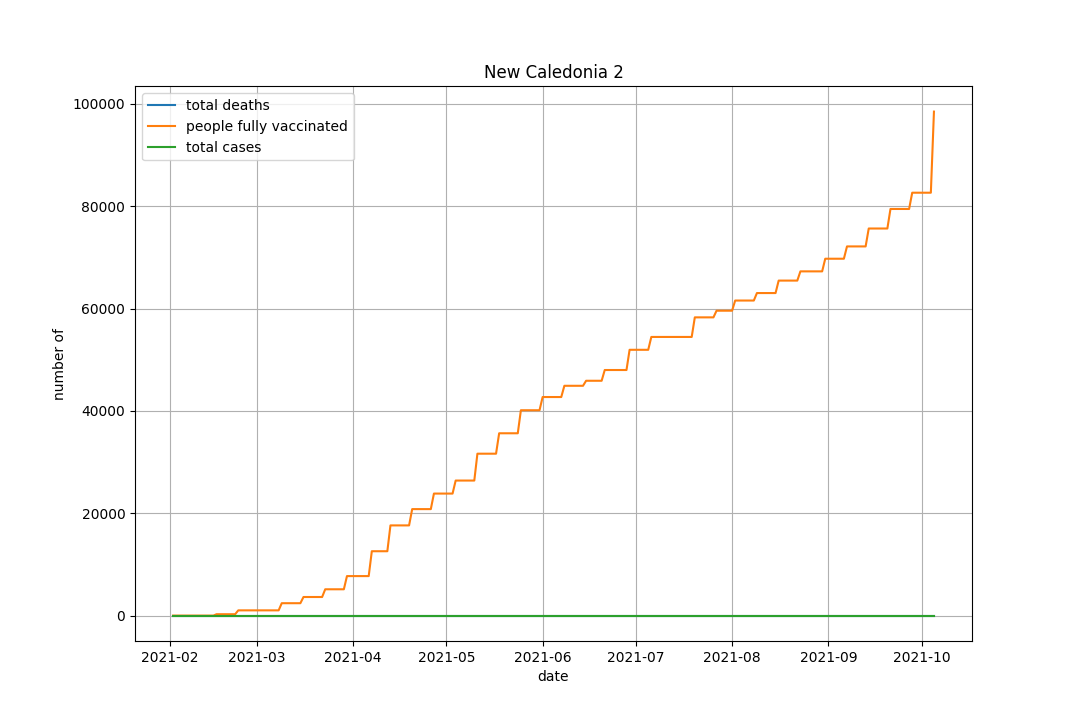 New Caledonia 2
total deaths
people fully vaccinated
total cases
100000
80000
60000
40000
20000
0
number of
2021-02 2021-03 2021-04 2021-05 2021-06 2021-07 2021-08 2021-09 2021-10
date